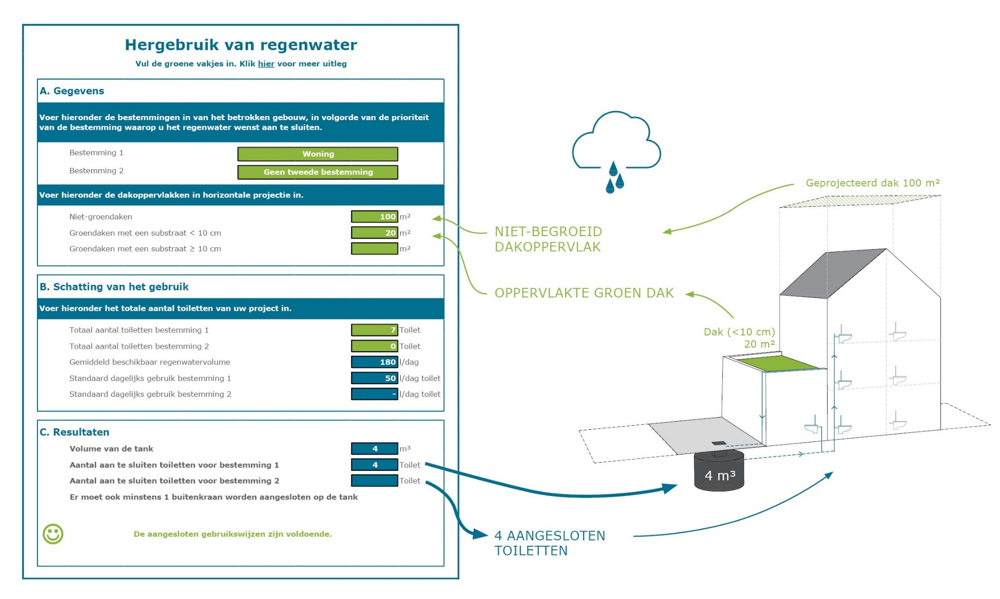 Hergebruik van regenwater
Vul de groene vakjes in. Klik hier voor meer uitleg
A. Gegevens
Voer hieronder de bestemmingen in van het betrokken gebouw, in volgorde van de prioriteit
van de bestemming waarop u het regenwater wenst aan te sluiten.
Bestemming 1 Woning
Bestemming 2 Geen tweede bestemming
Voer hieronder de dakoppervlakken in horizontale projectie in.
Niet-groendaken 100 m²
Groendaken met een substraat < 10 cm 20 m²
Groendaken met een substraat ≥ 10 cm m²
B. Schatting van het gebruik
Voer hieronder het totale aantal toiletten van uw project in.
Totaal aantal toiletten bestemming 1 7 Toilet
Totaal aantal toiletten bestemming 2 0 Toilet
Gemiddeld beschikbaar regenwatervolume 180 l/dag
Standaard dagelijks gebruik bestemming 1 50 l/dag toilet
Standaard dagelijks gebruik bestemming 2 - l/dag toilet
C. Resultaten
Volume van de tank 4 m³
Aantal aan te sluiten toiletten voor bestemming 1 4 Toilet
Aantal aan te sluiten toiletten voor bestemming 2 Toilet
Er moet ook minstens 1 buitenkraan worden aangesloten op de tank
De aangesloten gebruikswijzen zijn voldoende.
Geprojecteerd dak 100 m²
NIET-BEGROEID
DAKOPPERVLAK
OPPERVLAKTE GROEN DAK
Dak (<10 cm)
20 m²
4 m³
4 AANGESLOTEN
TOILETTEN